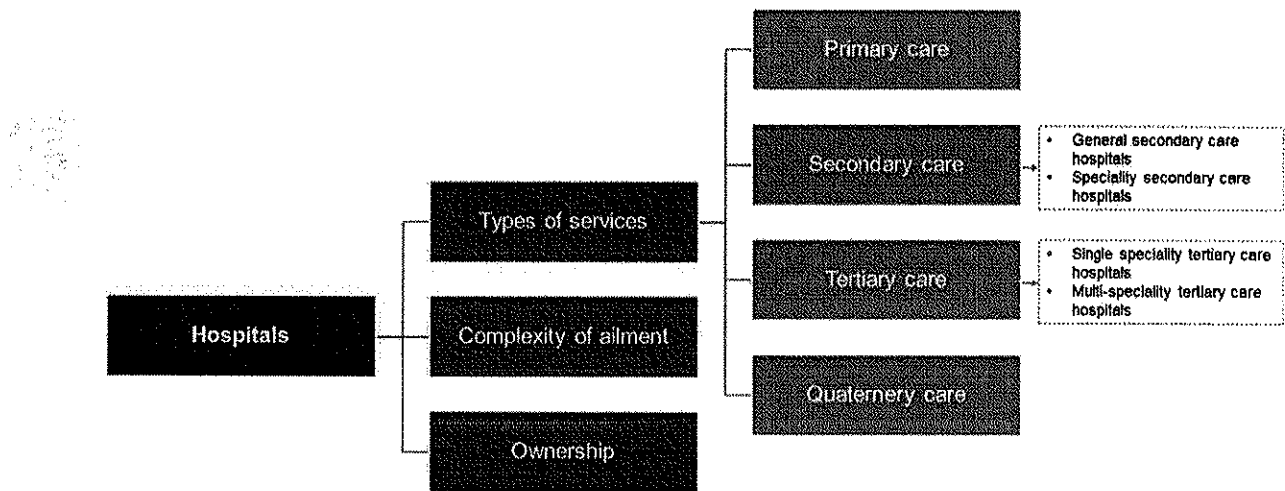 Primary care
Secondary care
• General secondary care
hospitals
• Speciality secondary care
hospitals
Types of services
Tertiary care
• Single speciality tertiary care
hospitals
• Multi-speciality tertiary care
hospitals
Hospitals
Complexity of ailment
Quaternery care
Ownership